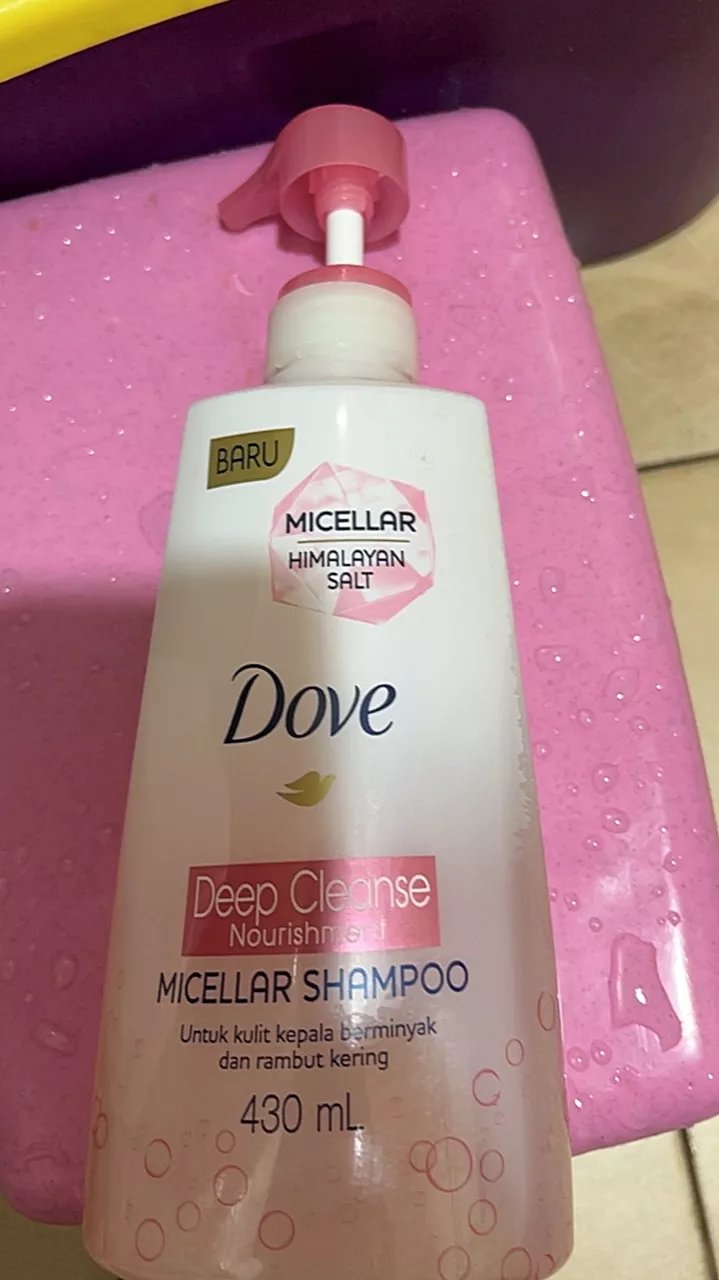 BARU
MICELLAR
HIMALAYAN
SALT
Dove
Deep Cleanse
Nourishment
MICELLAR SHAMPOO
Untuk kulit kepala berminyak
dan rambut kering
430 mL